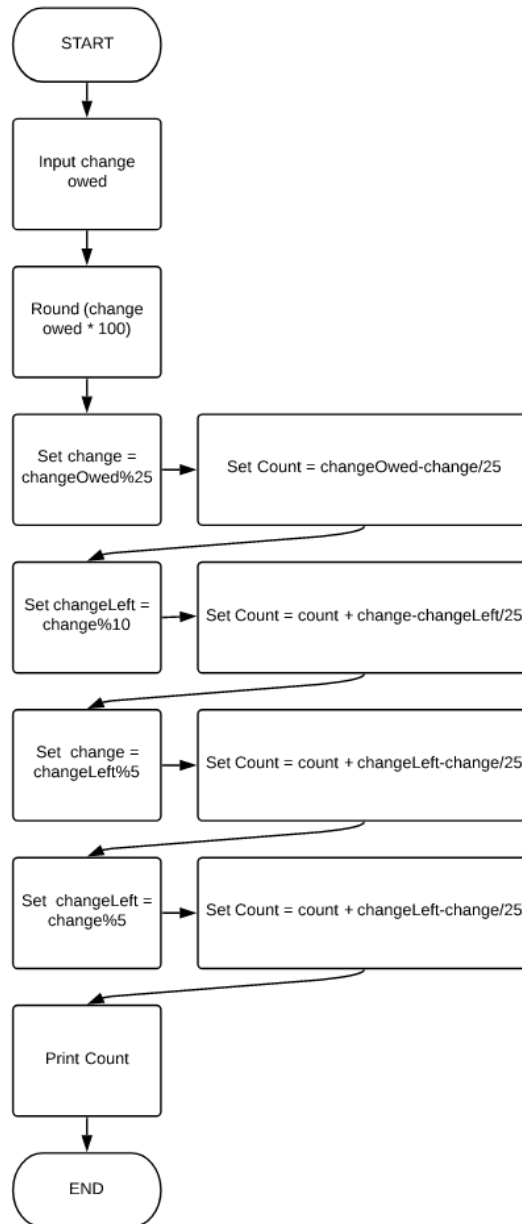 START
Input change
owed
Round (change
owed * 100)
Set change =
changeOwed%25
Set Count = changeOwed-change/25
Set changeLeft =
change%10
Set Count = count + change-changeLeft/25
Set change =
changeLeft%5
Set Count = count + changeLeft-change/25
Set changeLeft =
change%5
Set Count = count + changeLeft-change/25
Print Count
END